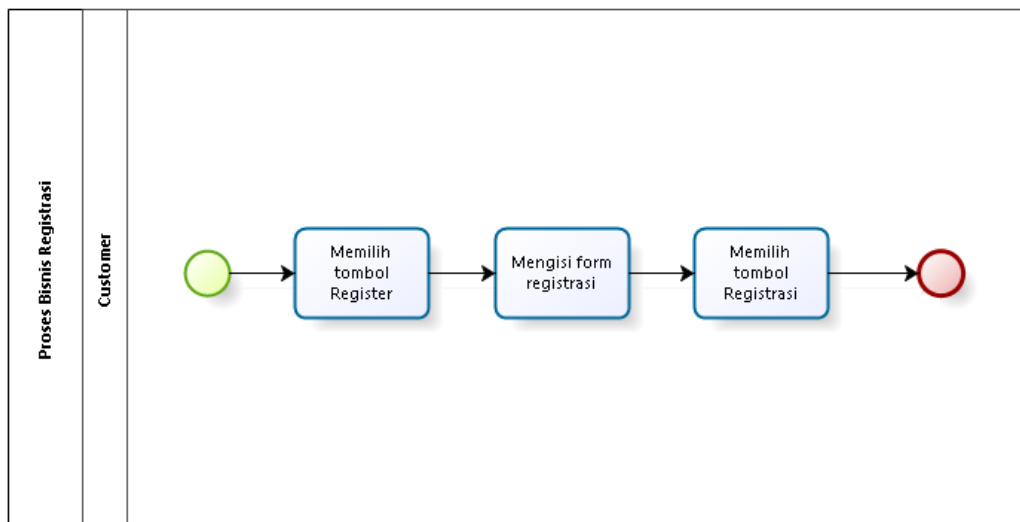 Proses Bisnis Registrasi
Customer
Memilih
tombol
Register
Mengisi form
registrasi
Memilih
tombol
Registrasi